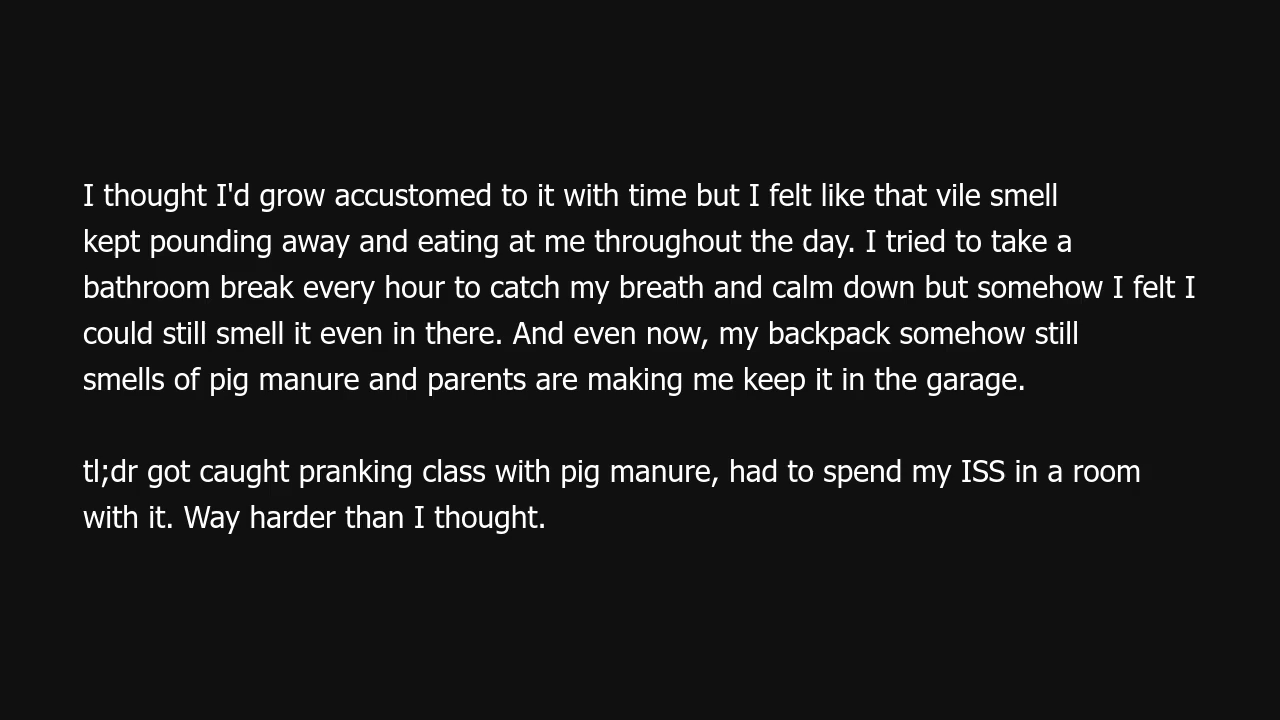 I thought I'd grow accustomed to it with time but I felt like that vile smell
kept pounding away and eating at me throughout the day. I tried to take a
bathroom break every hour to catch my breath and calm down but somehow I felt I
could still smell it even in there. And even now, my backpack somehow still
smells of pig manure and parents are making me keep it in the garage.

tl;dr got caught pranking class with pig manure, had to spend my ISS in a room
with it. Way harder than I thought.